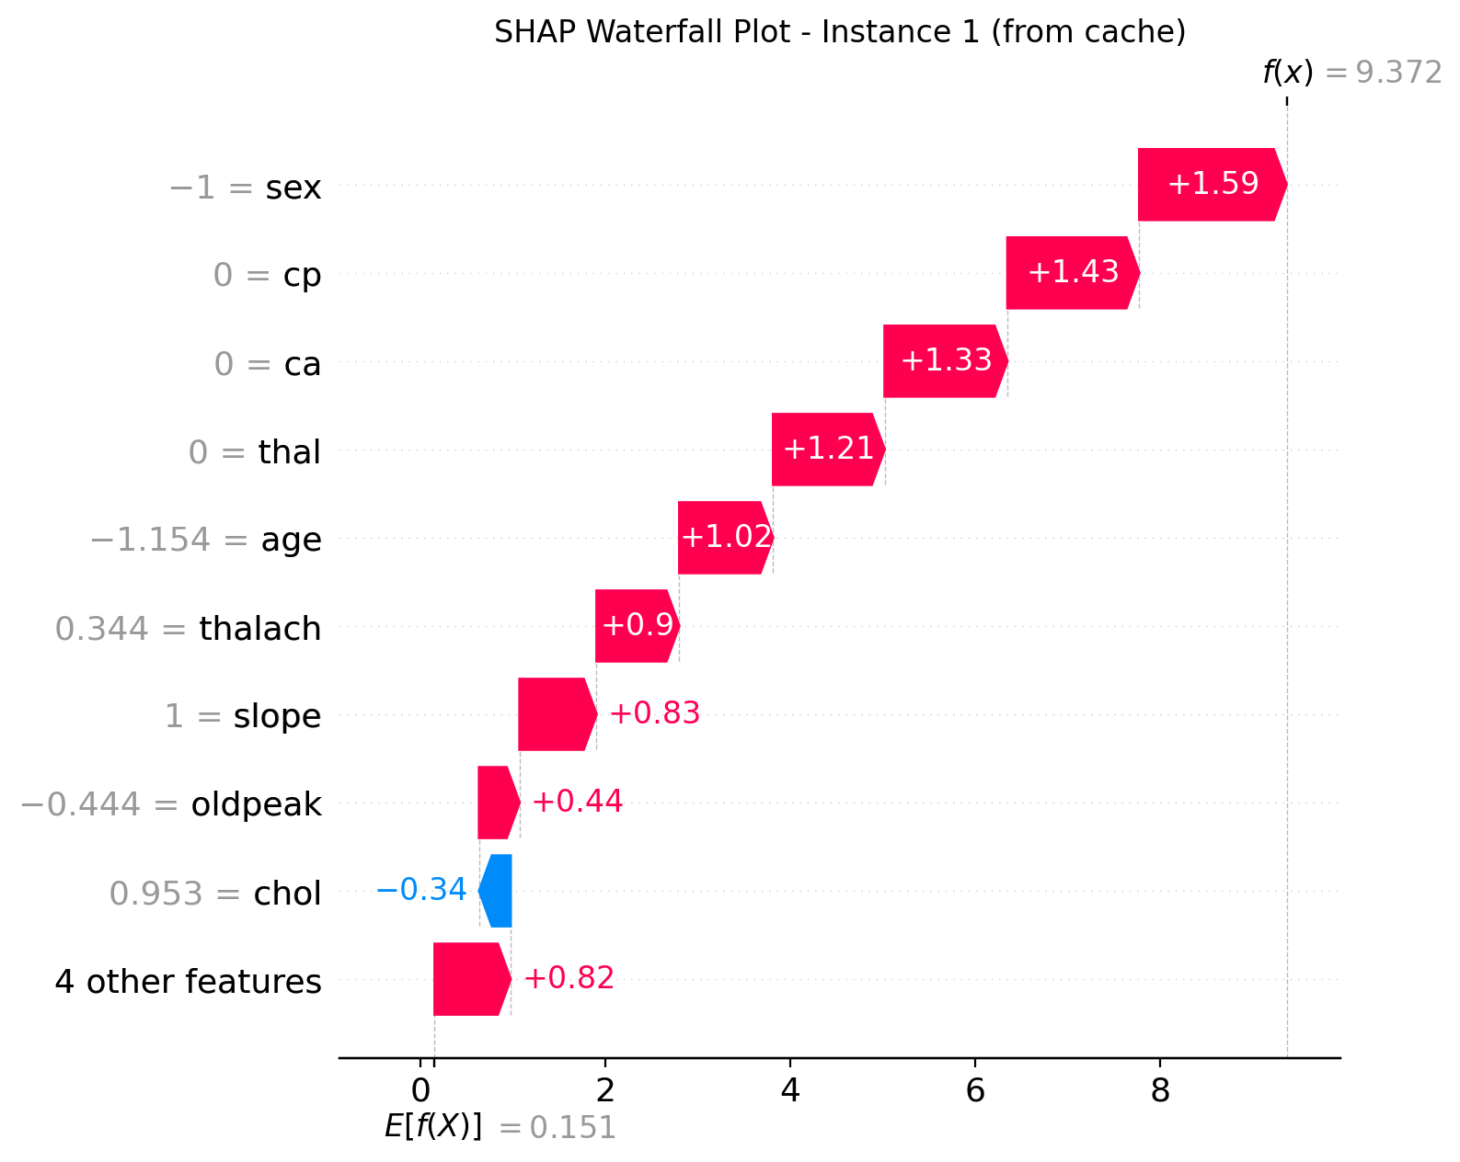 SHAP Waterfall Plot - Instance 1 (from cache)
f(x) = 9.372
−1 = sex
+1.59
0 = cp
+1.43
0 = ca
+1.33
0 = thal
+1.21
−1.154 = age
+1.02
0.344 = thalach
+0.9
1 = slope
+0.83
−0.444 = oldpeak
+0.44
0.953 = chol
−0.34
4 other features
+0.82
0 2 4 6 8
E[f(X)] = 0.151